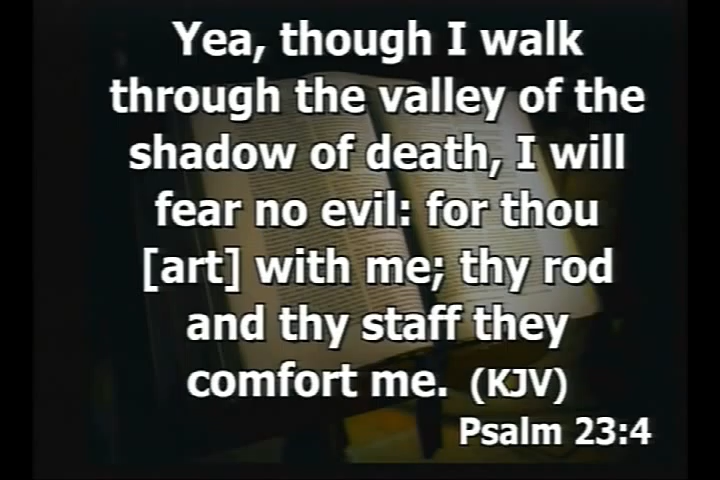 Yea, though I walk
through the valley of the
shadow of death, I will
fear no evil: for thou
[art] with me; thy rod
and thy staff they
comfort me. (KJV)
Psalm 23:4